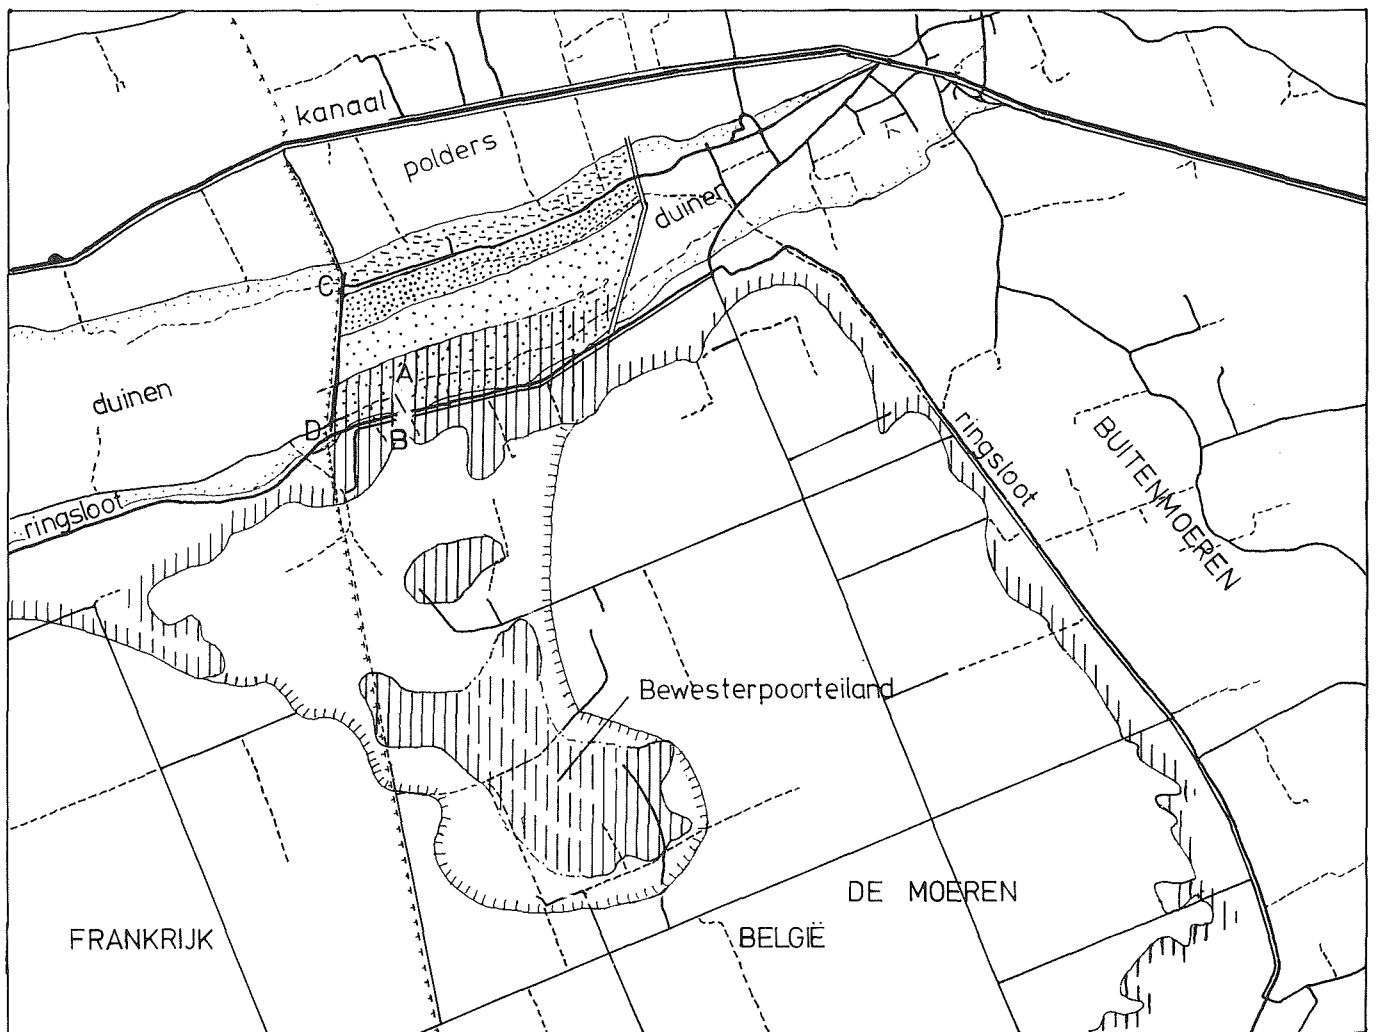 kanaal
polders
duinen
C
? ?
A
duinen
D
B
ringsloot
BUITENMOEREN
ringsloot
Bewesterpoorteiland
DE MOEREN
FRANKRIJK
BELGIË